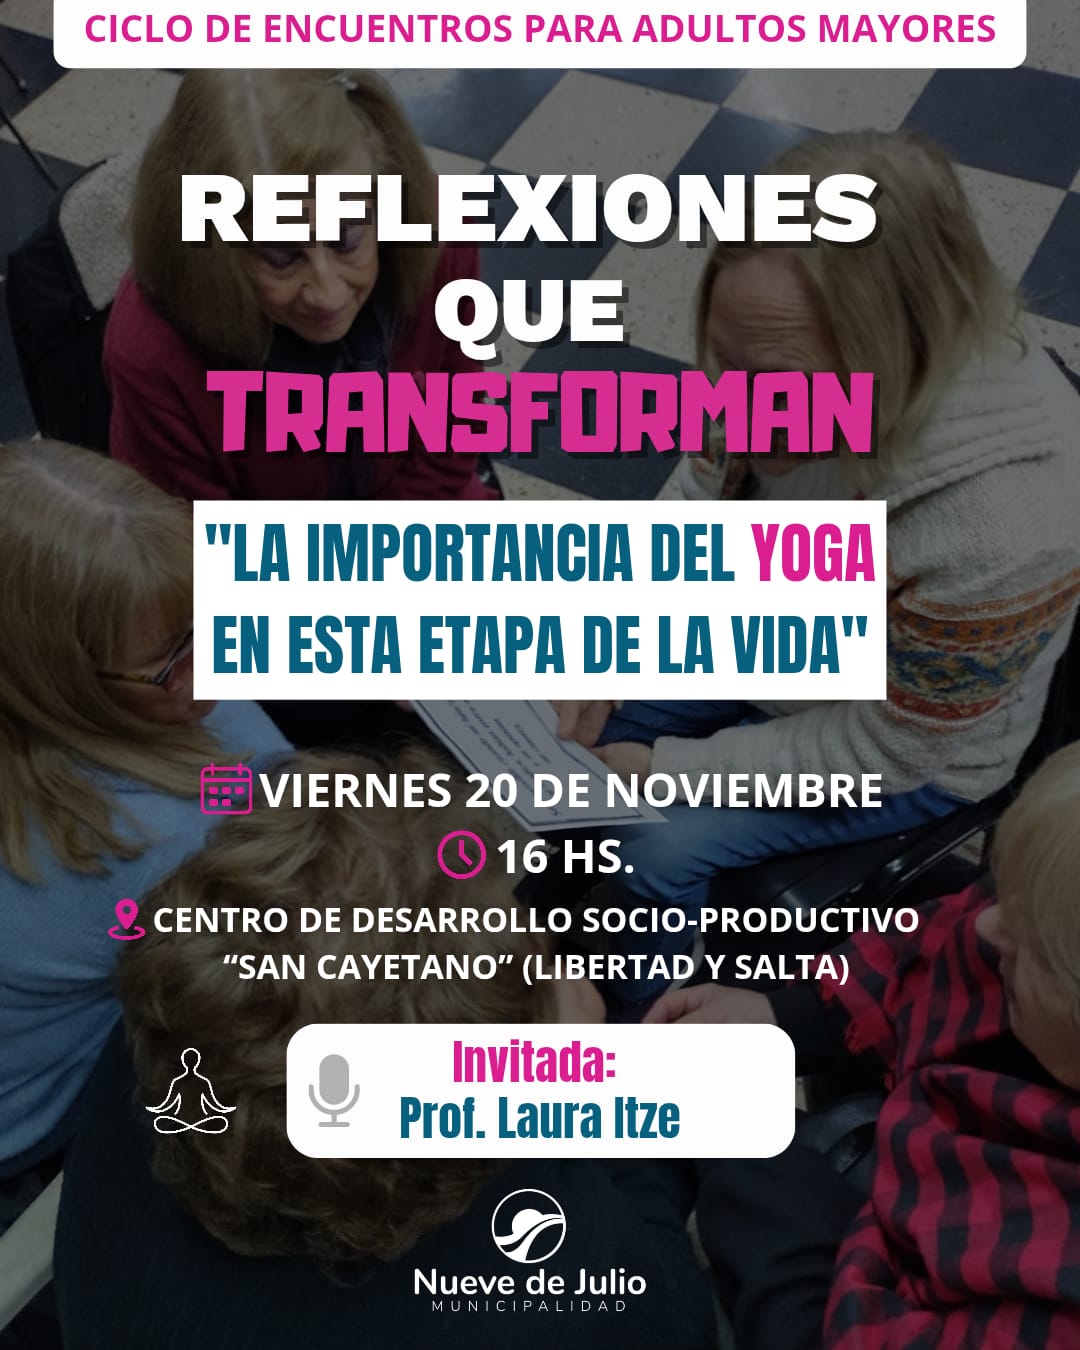 CICLO DE ENCUENTROS PARA ADULTOS MAYORES
REFLEXIONES
QUE
TRANSFORMAN
"LA IMPORTANCIA DEL YOGA
EN ESTA ETAPA DE LA VIDA"
VIERNES 20 DE NOVIEMBRE
16 HS.
CENTRO DE DESARROLLO SOCIO-PRODUCTIVO
“SAN CAYETANO” (LIBERTAD Y SALTA)
Invitada:
Prof. Laura Itze
Nueve de Julio
MUNICIPALIDAD